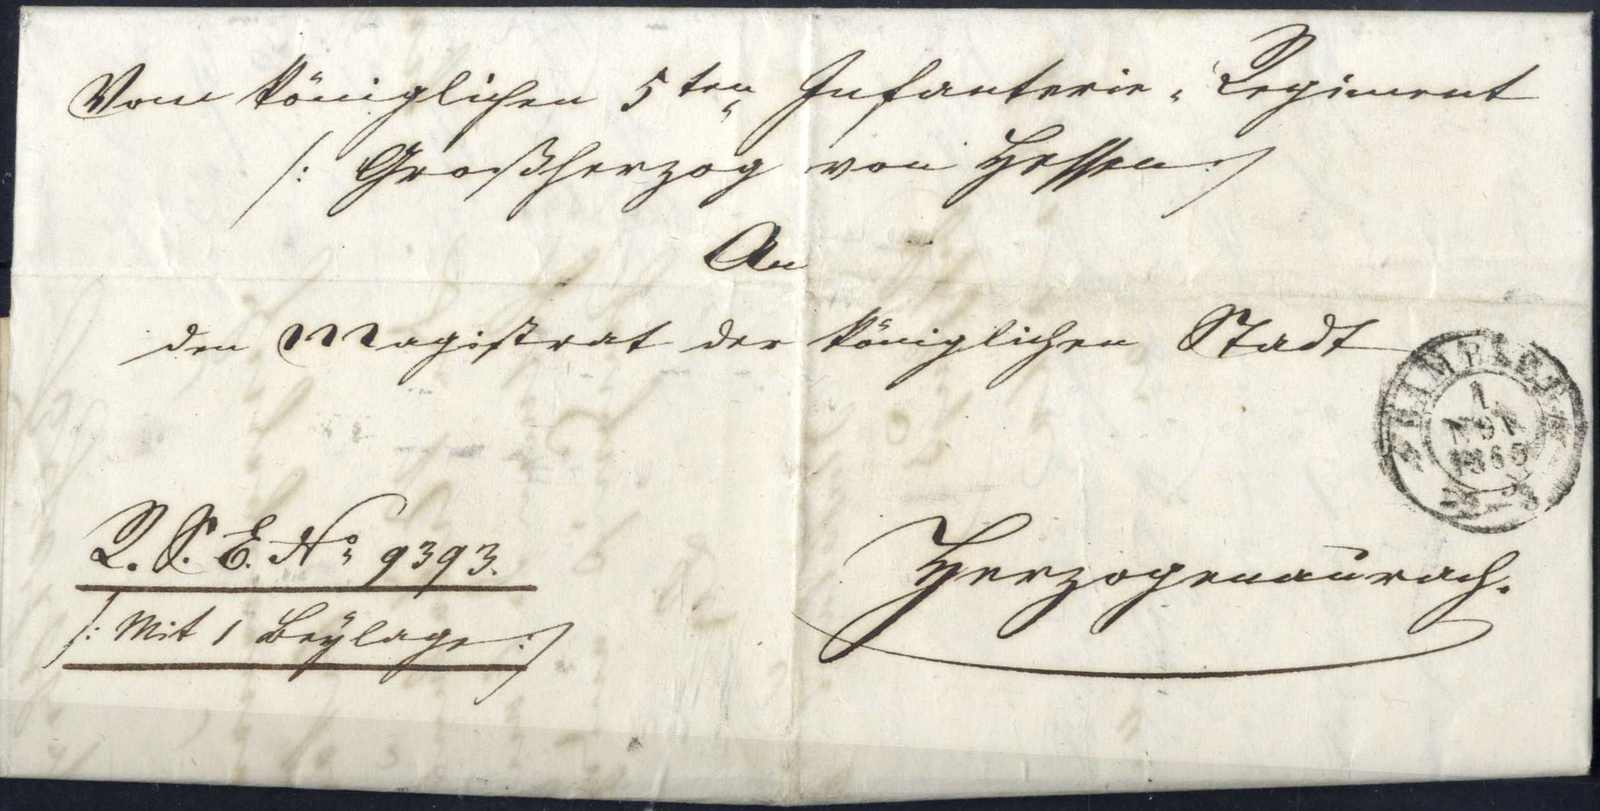 Vom Königlichen 5ten Infanterie-Regiment
/: Großherzog von Hessen :/
An
den Magistrat der königlichen Stadt
BAMBERG
1
NOV
1865
R. S. E. No 9393.
Herzogenaurach.
/: Mit 1 Beylage :/